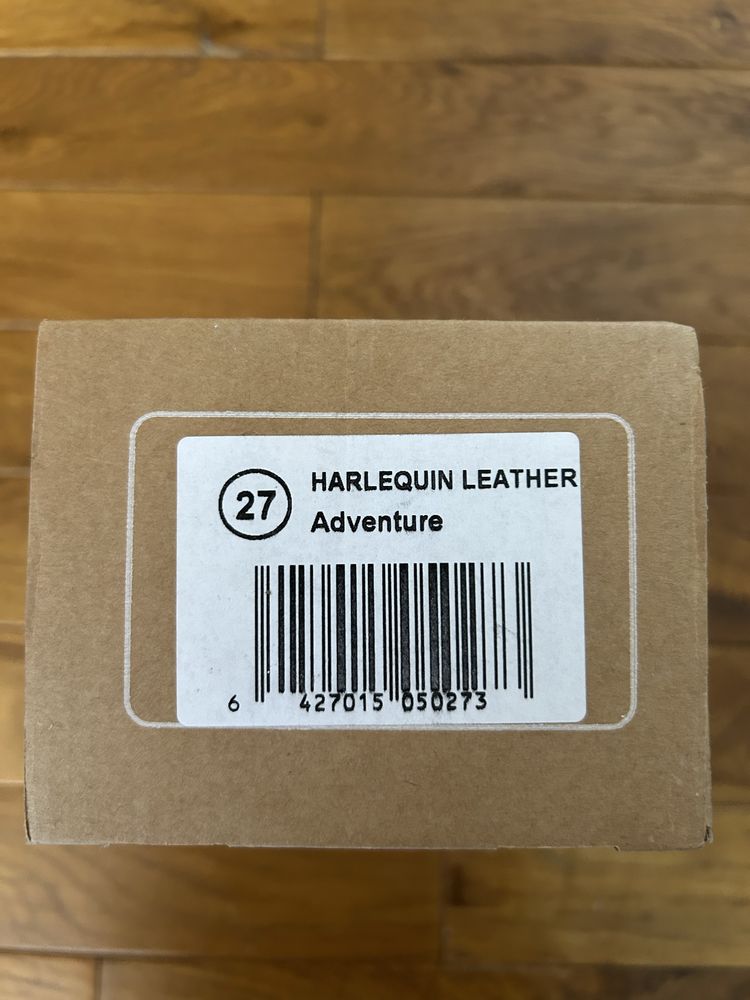 27
HARLEQUIN LEATHER
Adventure
6 427015 050273